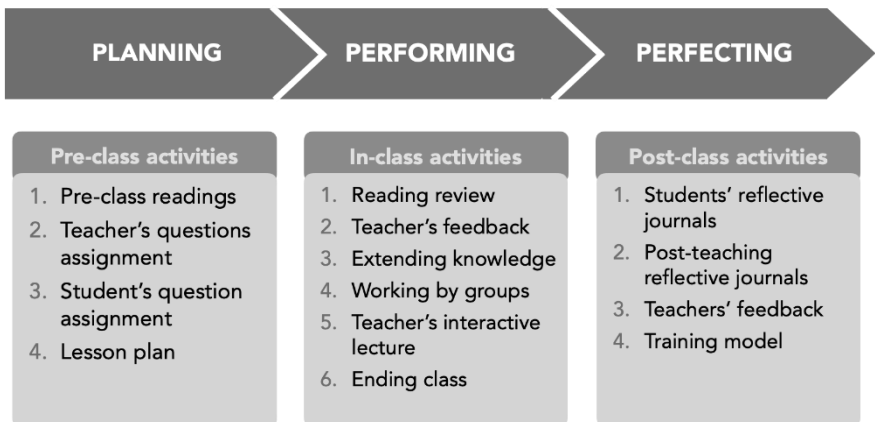 PLANNING
PERFORMING
PERFECTING
Pre-class activities
1. Pre-class readings
2. Teacher's questions
assignment
3. Student's question
assignment
4. Lesson plan
In-class activities
1. Reading review
2. Teacher's feedback
3. Extending knowledge
4. Working by groups
5. Teacher's interactive
lecture
6. Ending class
Post-class activities
1. Students' reflective
journals
2. Post-teaching
reflective journals
3. Teachers' feedback
4. Training model